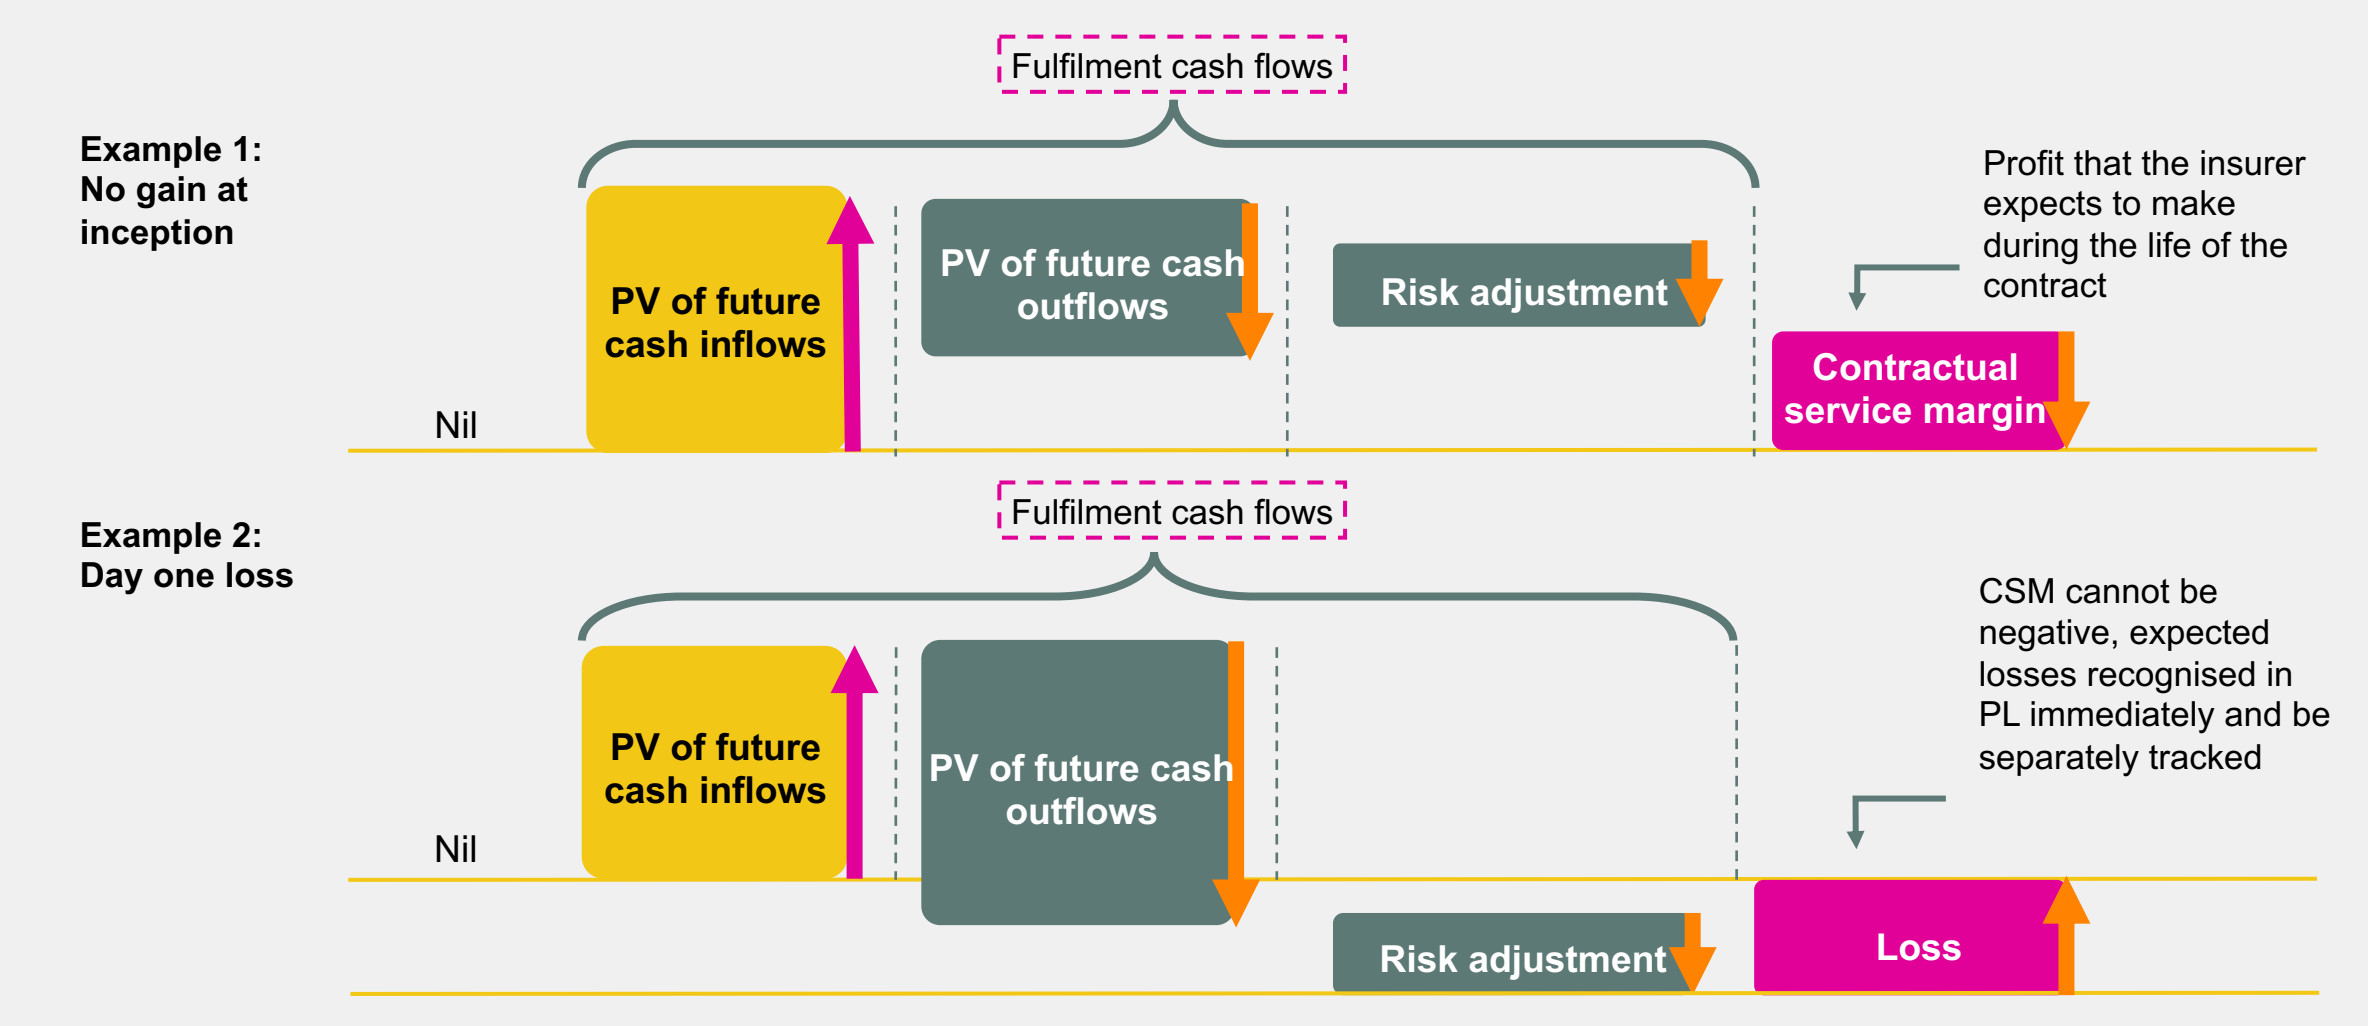 Fulfilment cash flows
Example 1:
No gain at
inception
PV of future
cash inflows
PV of future cash
outflows
Risk adjustment
Profit that the insurer
expects to make
during the life of the
contract
Contractual
service margin
Nil
Fulfilment cash flows
Example 2:
Day one loss
PV of future
cash inflows
PV of future cash
outflows
CSM cannot be
negative, expected
losses recognised in
PL immediately and be
separately tracked
Nil
Risk adjustment
Loss